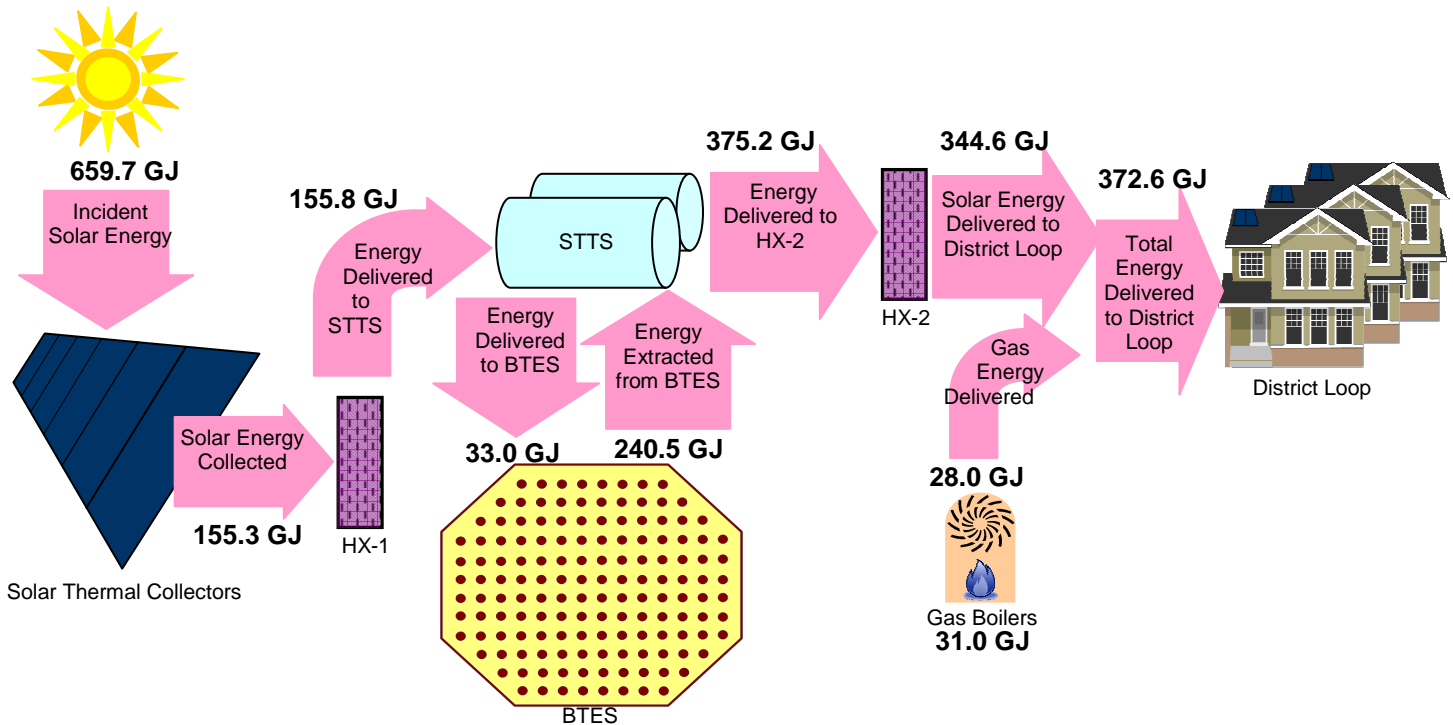 659.7 GJ
Incident
Solar Energy
Solar Thermal Collectors
Solar Energy
Collected
155.3 GJ
HX-1
155.8 GJ
Energy
Delivered
to
STTS
STTS
Energy
Delivered
to BTES
33.0 GJ
Energy
Extracted
from BTES
240.5 GJ
BTES
375.2 GJ
Energy
Delivered to
HX-2
HX-2
344.6 GJ
Solar Energy
Delivered to
District Loop
Gas
Energy
Delivered
28.0 GJ
Gas Boilers
31.0 GJ
372.6 GJ
Total
Energy
Delivered
to District
Loop
District Loop